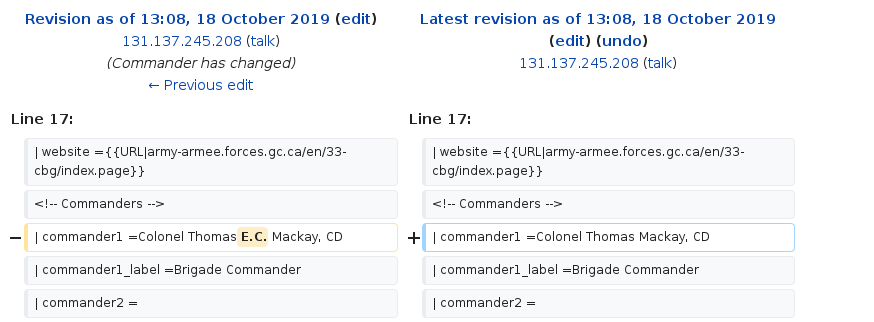 Revision as of 13:08, 18 October 2019 (edit)
131.137.245.208 (talk)
(Commander has changed)
← Previous edit
Latest revision as of 13:08, 18 October 2019
(edit) (undo)
131.137.245.208 (talk)
Line 17:
Line 17:
| website ={{URL|army-armee.forces.gc.ca/en/33-
cbg/index.page}}
| website ={{URL|army-armee.forces.gc.ca/en/33-
cbg/index.page}}
<!-- Commanders -->
<!-- Commanders -->
− | commander1 =Colonel Thomas E.C. Mackay, CD
+ | commander1 =Colonel Thomas Mackay, CD
| commander1_label =Brigade Commander
| commander1_label =Brigade Commander
| commander2 =
| commander2 =